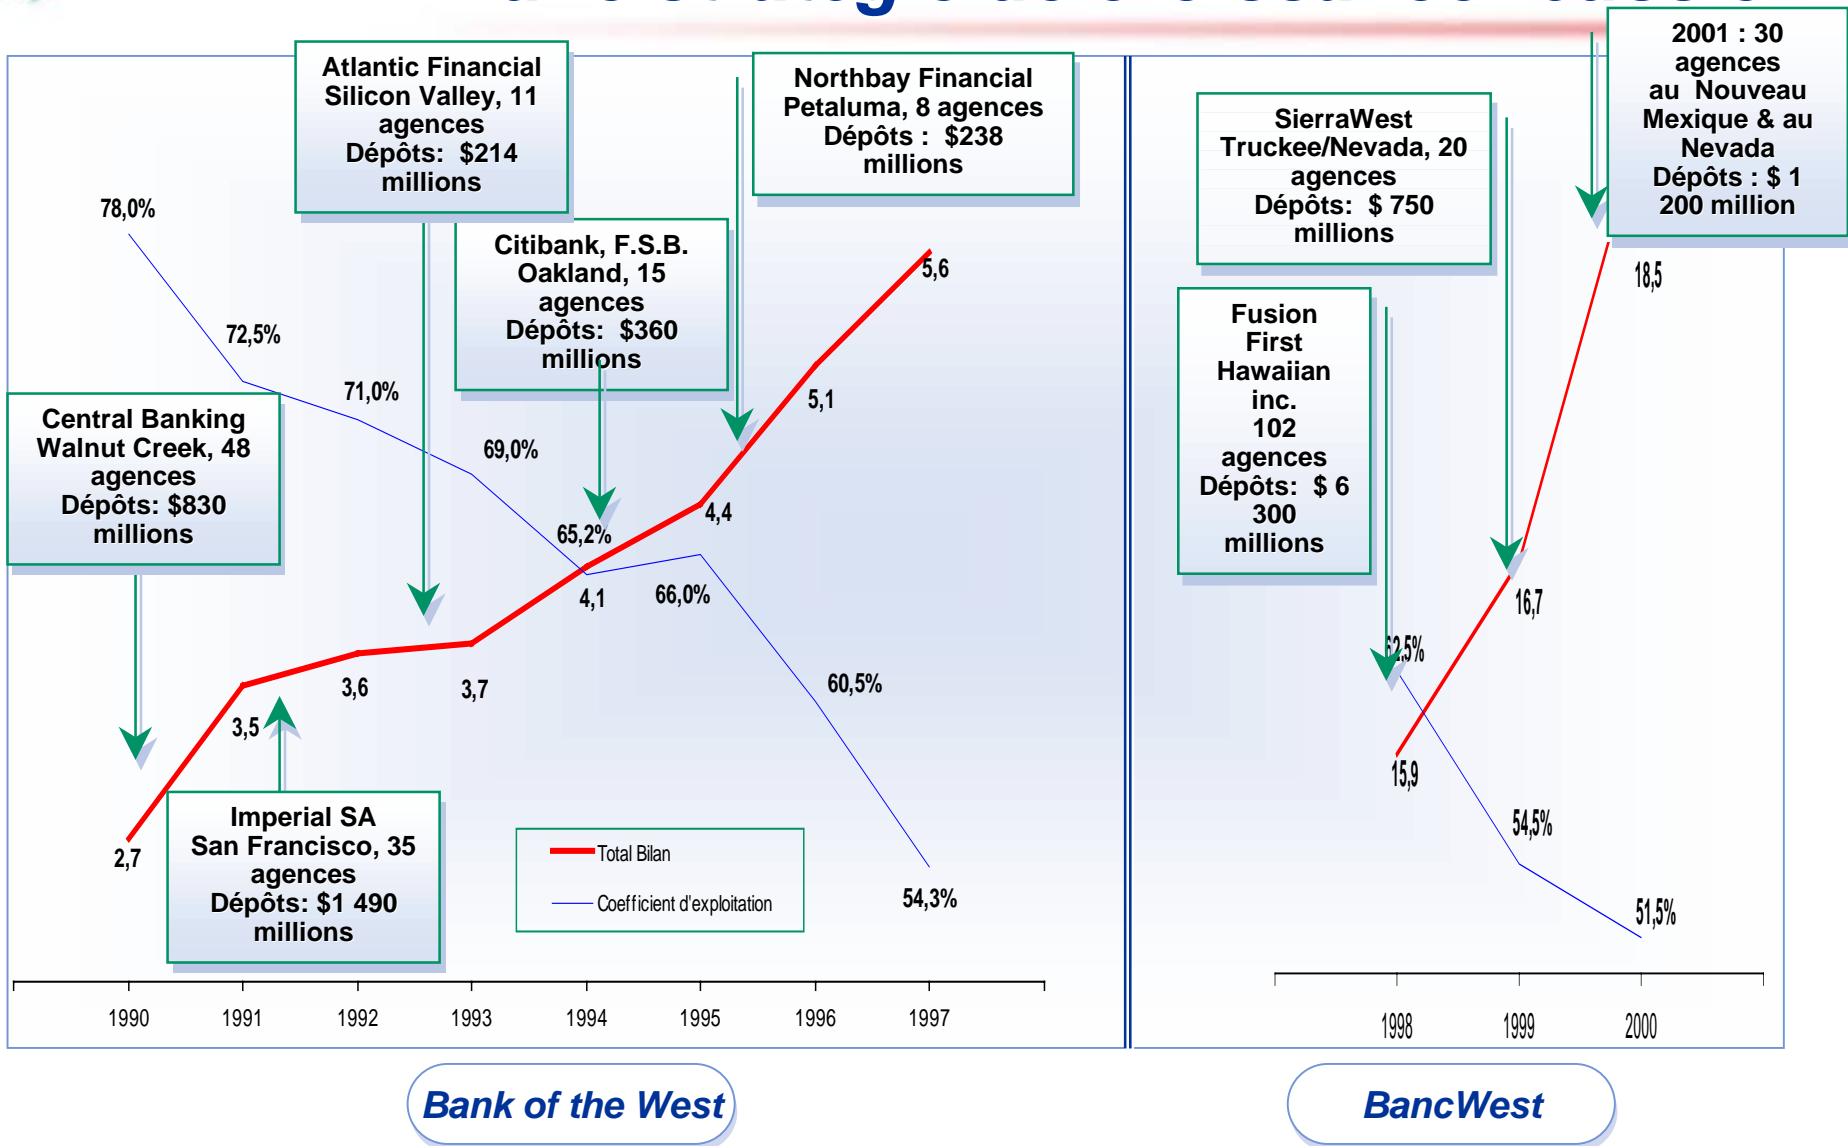 Atlantic Financial
Silicon Valley, 11
agences
Dépôts: $214
millions
Northbay Financial
Petaluma, 8 agences
Dépôts : $238
millions
2001 : 30
agences
au Nouveau
Mexique & au
Nevada
Dépôts : $ 1
200 million
SierraWest
Truckee/Nevada, 20
agences
Dépôts: $ 750
millions
Citibank, F.S.B.
Oakland, 15
agences
Dépôts: $360
millions
Fusion
First
Hawaiian
inc.
102
agences
Dépôts: $ 6
300
millions
Central Banking
Walnut Creek, 48
agences
Dépôts: $830
millions
Imperial SA
San Francisco, 35
agences
Dépôts: $1 490
millions
78,0%
72,5%
71,0%
69,0%
65,2%
66,0%
60,5%
54,3%
2,7
3,5
3,6
3,7
4,1
4,4
5,1
5,6
62,5%
54,5%
51,5%
15,9
16,7
18,5
Total Bilan
Coefficient d'exploitation
1990 1991 1992 1993 1994 1995 1996 1997
1998 1999 2000
Bank of the West
BancWest